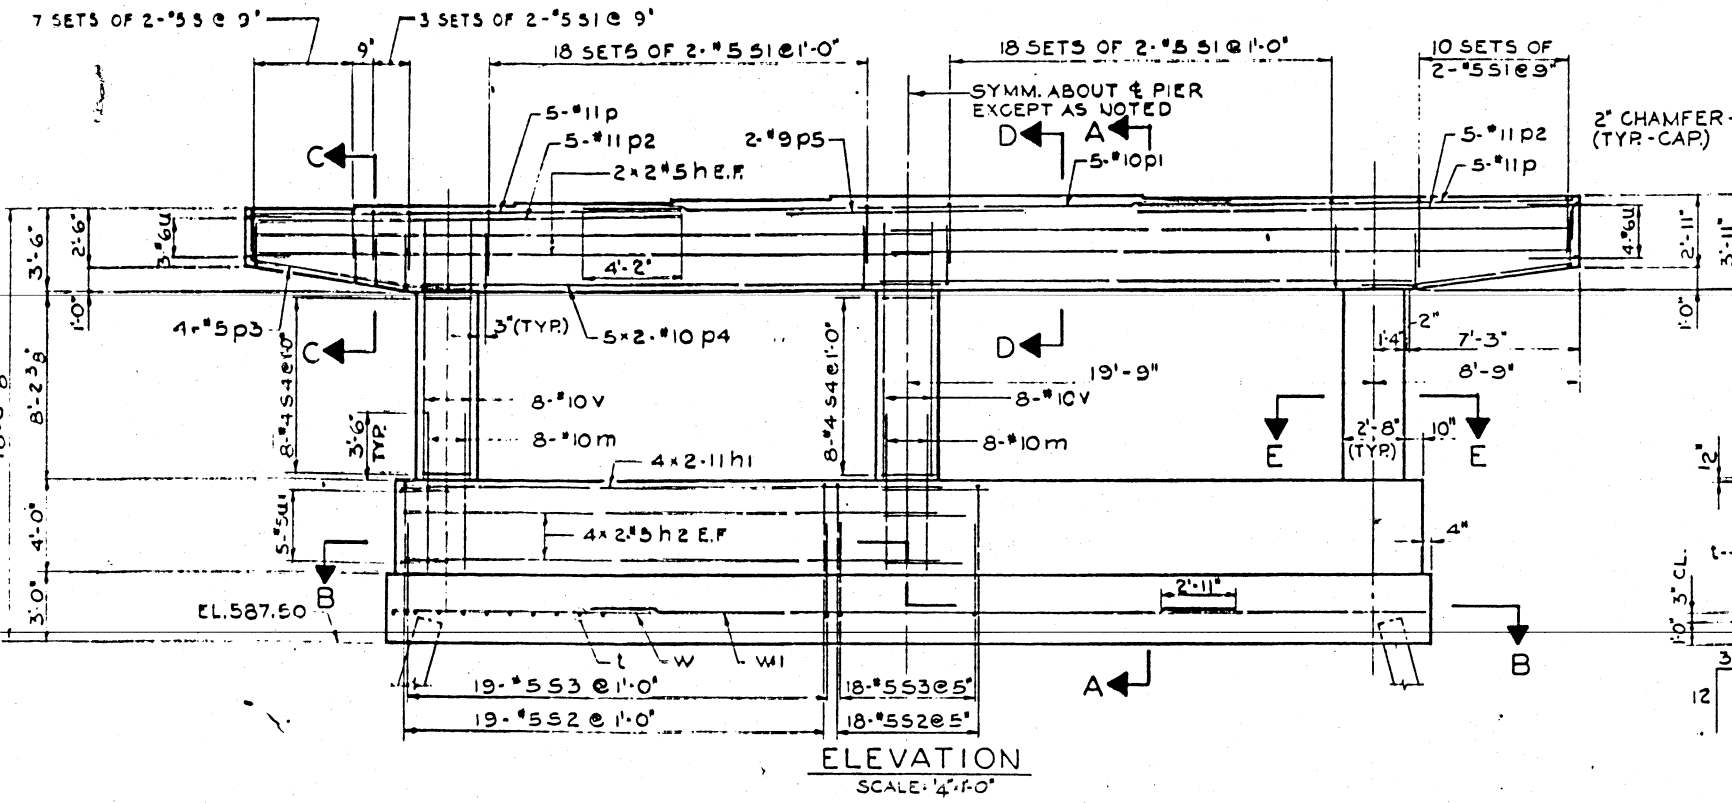 7 SETS OF 2-#5 S @ 9"
3 SETS OF 2-#5 S1 @ 9"
9"
18 SETS OF 2-#5 S1 @ 1'-0"
18 SETS OF 2-#5 S1 @ 1'-0"
10 SETS OF
2-#5 S1 @ 9"
SYMM. ABOUT ℄ PIER
EXCEPT AS NOTED
2" CHAMFER
(TYP.-CAP.)
5-#11 p
5-#11 p2
2×2#5 h E.F.
2-#9 p5
5-#10 p1
5-#11 p2
5-#11 p
C
D
A
3'-6"
2'-6"
3-#6U
1'-0"
4'-2"
4-#6U
2'-11"
3'-11"
1'-0"
4-#5 p3
3" (TYP.)
5×2-#10 p4
C
D
8'-2 3/8
8-#4 S4 @ 1'-0"
8-#4 S4 @ 1'-0"
2"
1'-4"
7'-3"
19'-9"
8'-9"
8-#10 V
8-#10 V
3'-6"
TYP.
8-#10 m
8-#10 m
E
2'-8"
(TYP.)
10"
E
4×2-11 h1
12"
4'-0"
5-#5 U1
4×2-#5 h2 E.F.
4"
B
3'-0"
EL. 587.50
2'-11"
3" CL.
1'-0"
t
W
W1
B
A
t
3
12
19-#5 S3 @ 1'-0"
18-#5 S3 @ 5"
19-#5 S2 @ 1'-0"
18-#5 S2 @ 5"
ELEVATION
SCALE: 1/4"=1'-0"